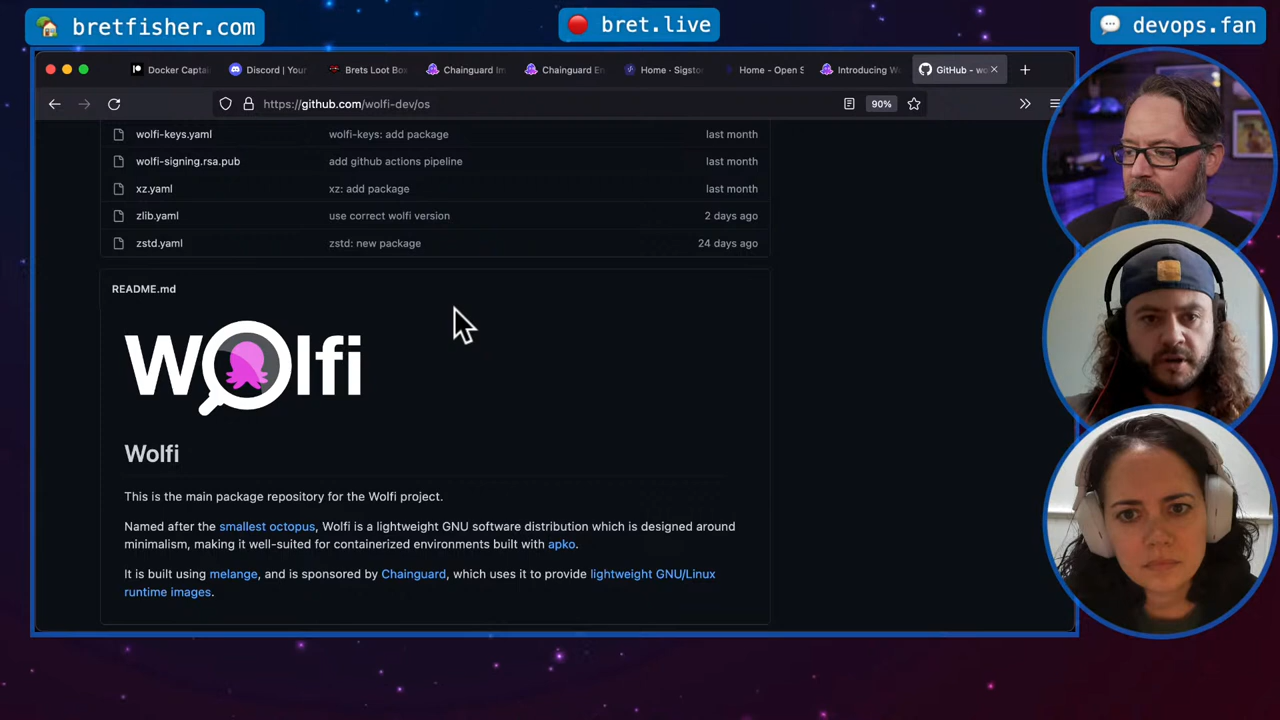 bretfisher.com
bret.live
devops.fan
Docker Capta
Discord | Your
Brets Loot Bo
Chainguard Im
Chainguard En
Home · Sigsto
Home - Open S
Introducing W
GitHub - wo
https://github.com/wolfi-dev/os
90%
wolfi-keys.yaml wolfi-keys: add package last month
wolfi-signing.rsa.pub add github actions pipeline last month
xz.yaml xz: add package last month
zlib.yaml use correct wolfi version 2 days ago
zstd.yaml zstd: new package 24 days ago
README.md
Wolfi
Wolfi
This is the main package repository for the Wolfi project.
Named after the smallest octopus, Wolfi is a lightweight GNU software distribution which is designed around
minimalism, making it well-suited for containerized environments built with apko.
It is built using melange, and is sponsored by Chainguard, which uses it to provide lightweight GNU/Linux
runtime images.